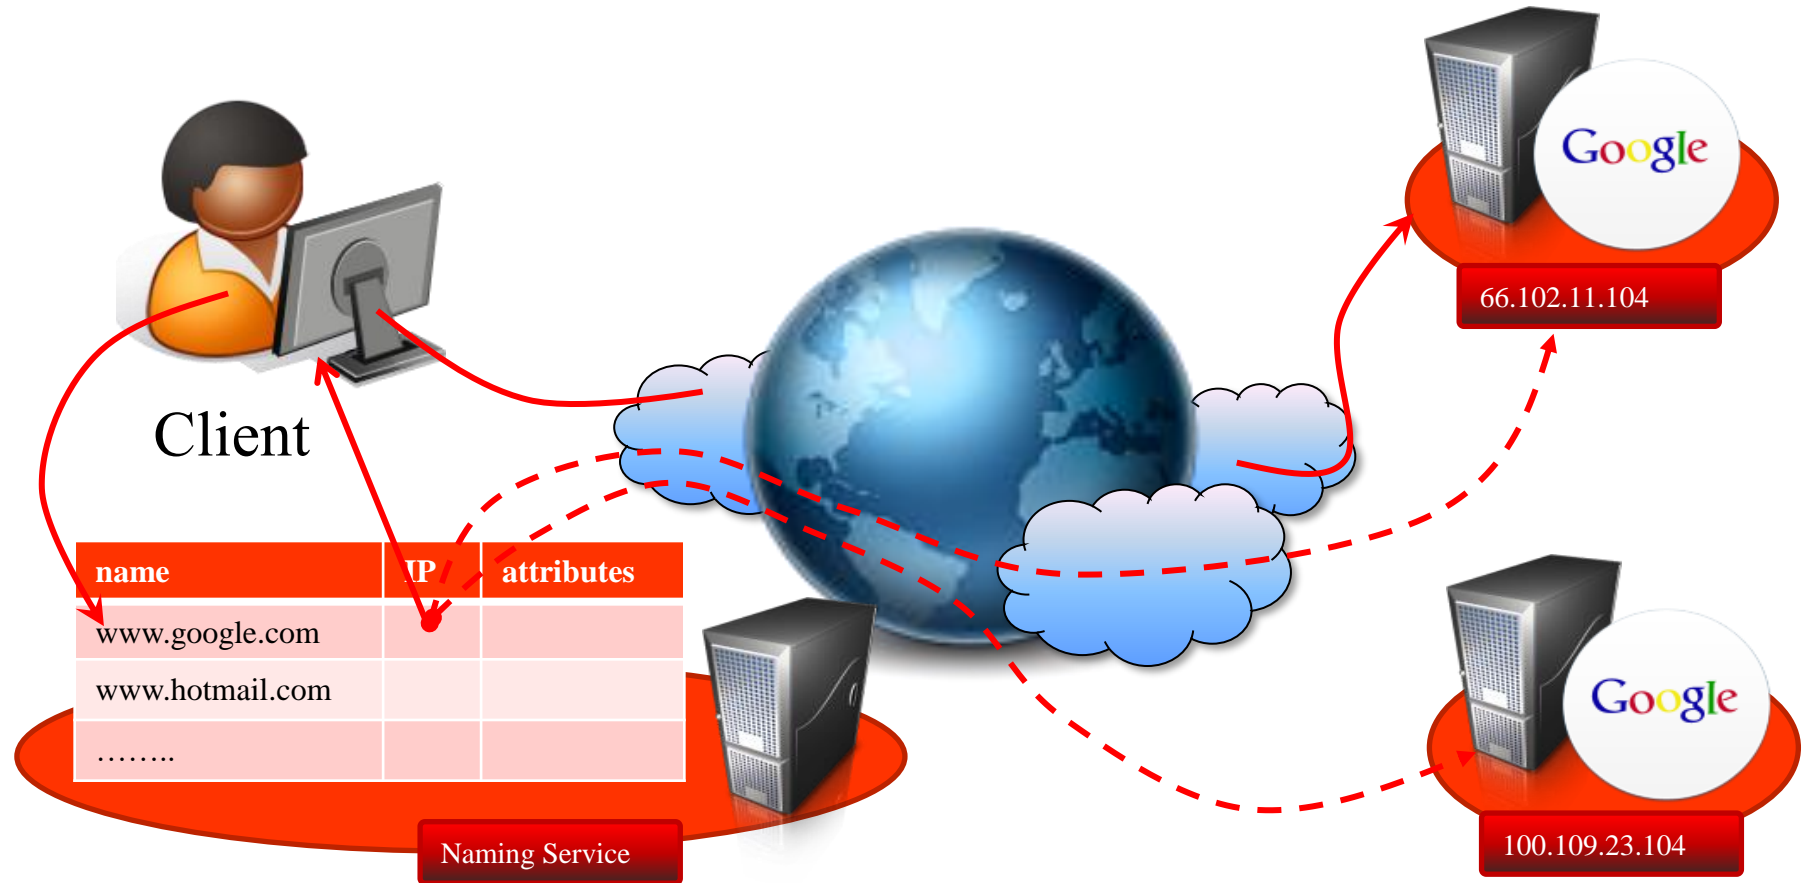 Google
66.102.11.104
Client
name IP attributes
www.google.com
www.hotmail.com
……..
Naming Service
Google
100.109.23.104